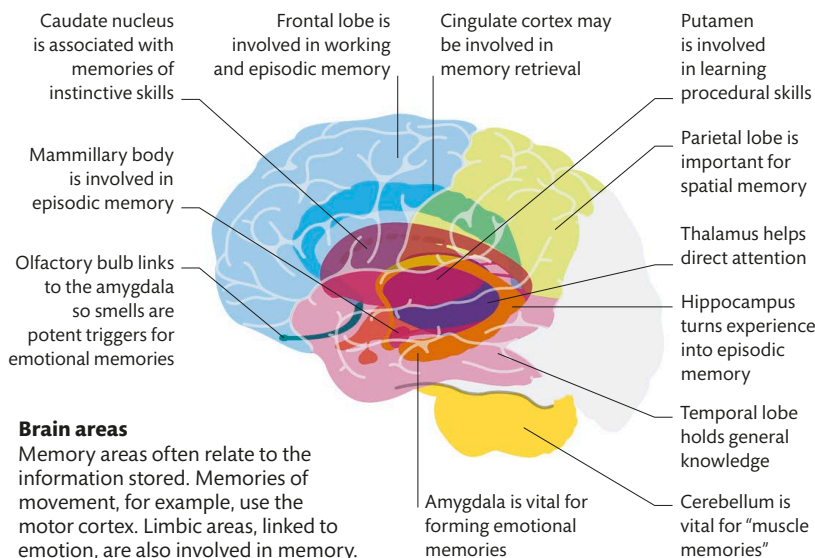 Caudate nucleus
is associated with
memories of
instinctive skills
Frontal lobe is
involved in working
and episodic memory
Cingulate cortex may
be involved in
memory retrieval
Putamen
is involved
in learning
procedural skills
Mammillary body
is involved in
episodic memory
Parietal lobe is
important for
spatial memory
Olfactory bulb links
to the amygdala
so smells are
potent triggers for
emotional memories
Thalamus helps
direct attention
Hippocampus
turns experience
into episodic
memory
Temporal lobe
holds general
knowledge
Brain areas
Memory areas often relate to the
information stored. Memories of
movement, for example, use the
motor cortex. Limbic areas, linked to
emotion, are also involved in memory.
Amygdala is vital for
forming emotional
memories
Cerebellum is
vital for “muscle
memories”